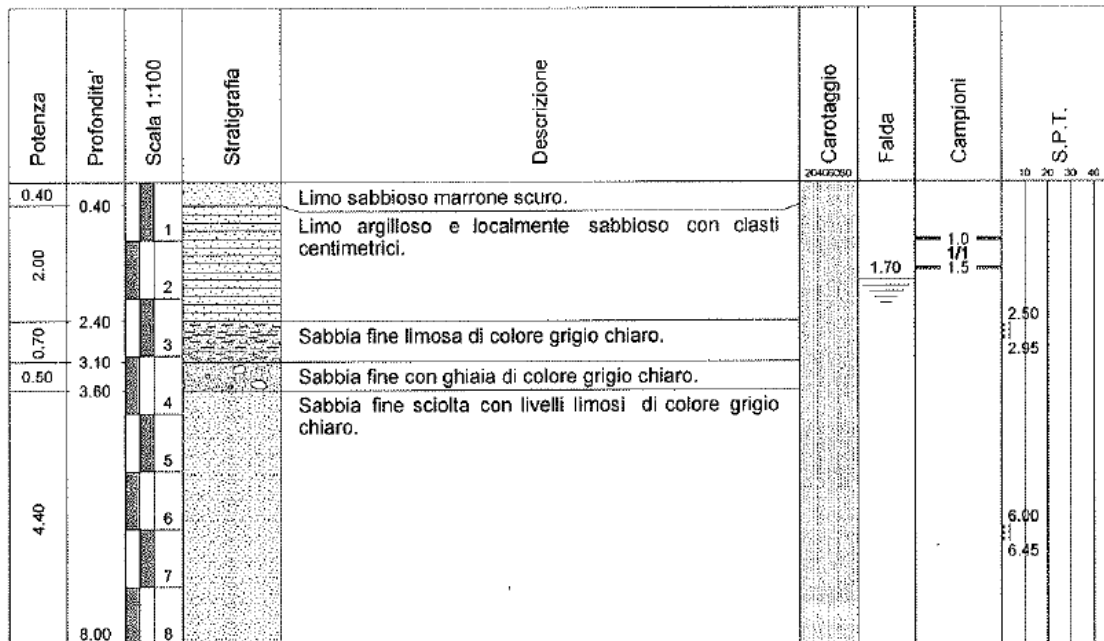 Potenza
Profondita'
Scala 1:100
Stratigrafia
Descrizione
Carotaggio
Falda
Campioni
S.P.T.
20406080
10 20 30 40
0.40
0.40
Limo sabbioso marrone scuro.
2.00
1
2
Limo argilloso e localmente sabbioso con clasti
centimetrici.
1.70
1.0
1/1
1.5
2.40
0.70
3
Sabbia fine limosa di colore grigio chiaro.
2.50
2.95
3.10
0.50
Sabbia fine con ghiaia di colore grigio chiaro.
3.60
4
Sabbia fine sciolta con livelli limosi di colore grigio
chiaro.
5
4.40
6
6.00
6.45
7
8.00
8